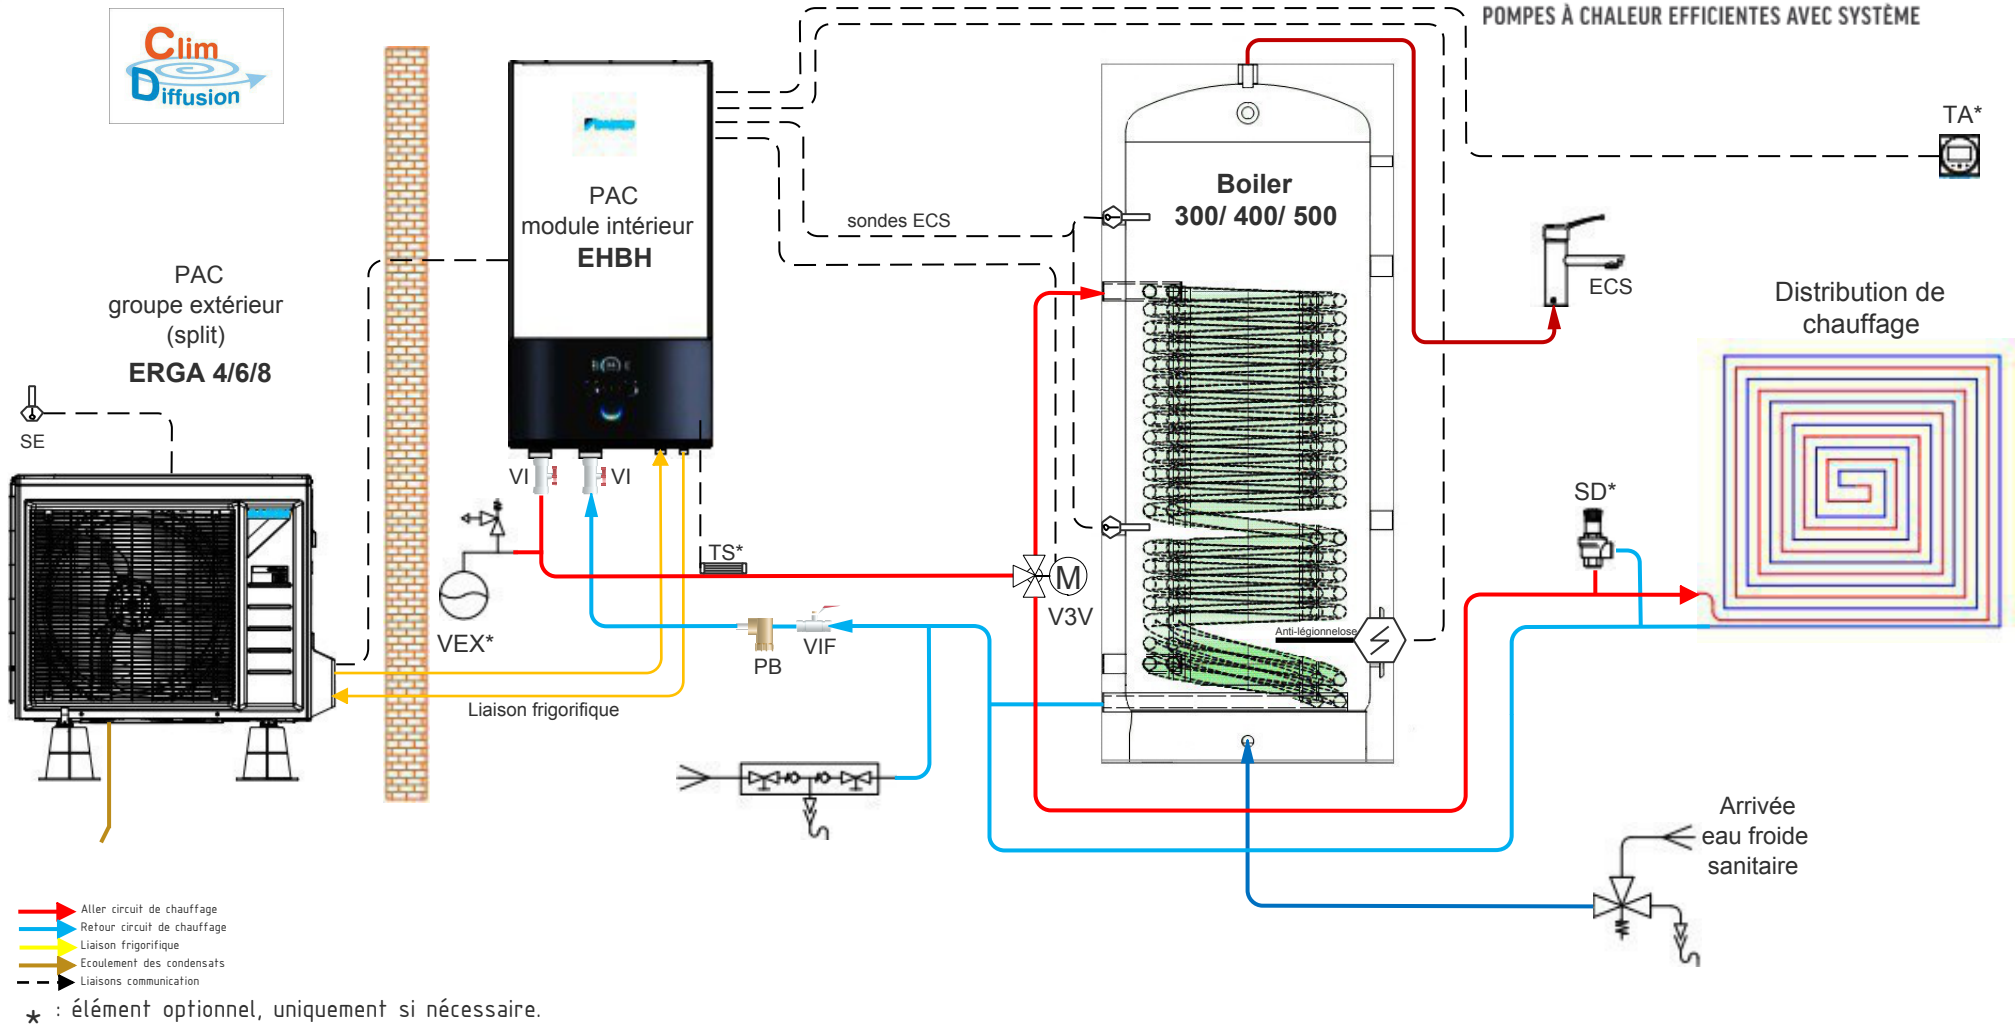 POMPES À CHALEUR EFFICIENTES AVEC SYSTÈME
Clim
Diffusion
TA*
PAC
module intérieur
EHBH
Boiler
300/ 400/ 500
sondes ECS
ECS
PAC
groupe extérieur
(split)
ERGA 4/6/8
Distribution de
chauffage
SE
VI
VI
SD*
TS*
M
V3V
VEX*
PB
VIF
Anti-légionnelose
Liaison frigorifique
Arrivée
eau froide
sanitaire
Aller circuit de chauffage
Retour circuit de chauffage
Liaison frigorifique
Ecoulement des condensats
Liaisons communication
* : élément optionnel, uniquement si nécessaire.